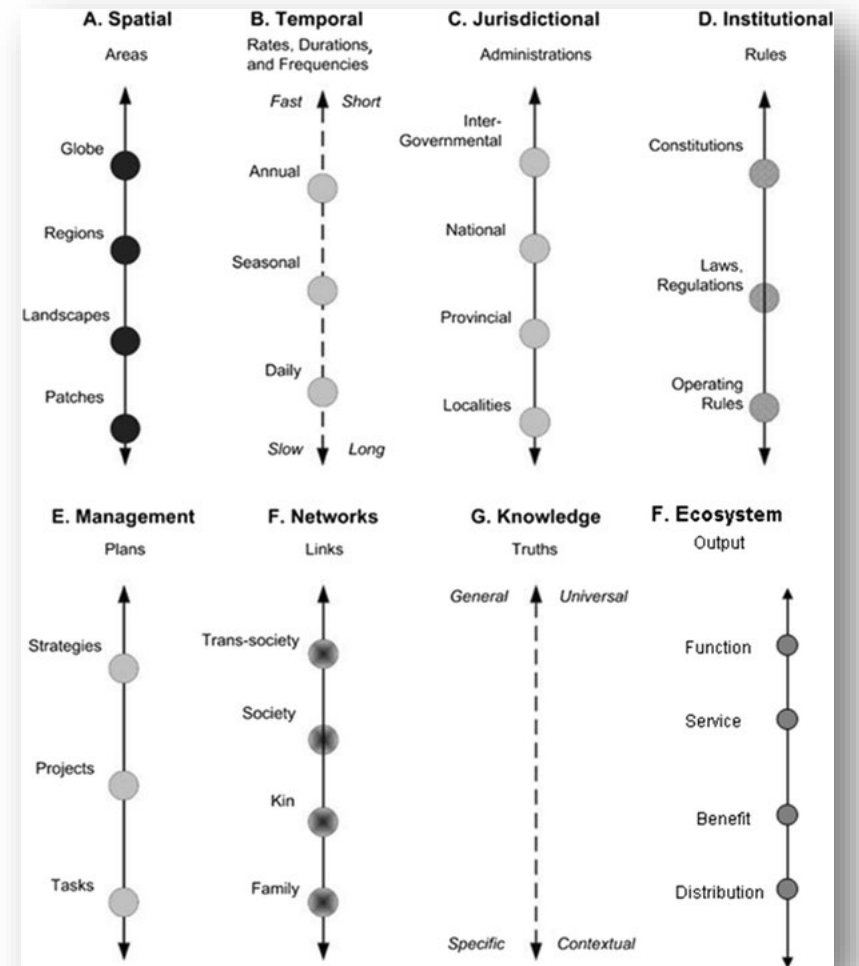 A. Spatial
Areas
Globe
Regions
Landscapes
Patches
B. Temporal
Rates, Durations,
and Frequencies
Fast Short
Annual
Seasonal
Daily
Slow Long
C. Jurisdictional
Administrations
Inter-
Governmental
National
Provincial
Localities
D. Institutional
Rules
Constitutions
Laws,
Regulations
Operating
Rules
E. Management
Plans
Strategies
Projects
Tasks
F. Networks
Links
Trans-society
Society
Kin
Family
G. Knowledge
Truths
General Universal
Specific Contextual
F. Ecosystem
Output
Function
Service
Benefit
Distribution